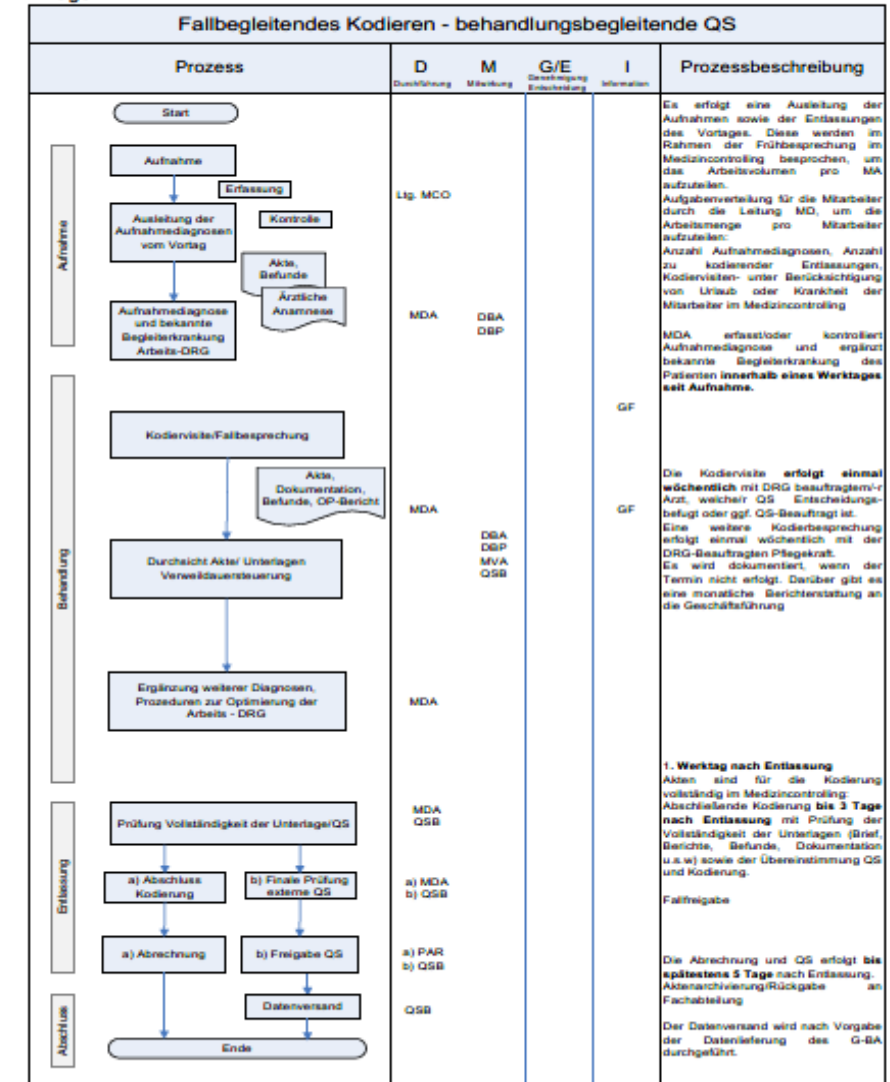 Fallbegleitendes Kodieren - behandlungsbegleitende QS
Prozess
D
Durchführung
M
Mitwirkung
G/E
Genehmigung
Entscheidung
I
Information
Prozessbeschreibung
Aufnahme
Start
Aufnahme
Erfassung
Ausleitung der
Aufnahmediagnosen
vom Vortag
Kontrolle
Akte,
Befunde
Ärztliche
Anamnese
Aufnahmediagnose
und bekannte
Begleiterkrankung
Arbeits-DRG
Ltg. MCO
MDA
DBA
DBP
Es erfolgt eine Ausleitung der
Aufnahmen sowie der Entlassungen
des Vortages. Diese werden im
Rahmen der Frühbesprechung im
Medizincontrolling besprochen, um
das Arbeitsvolumen pro MA
aufzuteilen.
Aufgabenverteilung für die Mitarbeiter
durch die Leitung MD, um die
Arbeitsmenge pro Mitarbeiter
aufzuteilen:
Anzahl Aufnahmediagnosen, Anzahl
zu kodierender Entlassungen,
Kodiervisiten- unter Berücksichtigung
von Urlaub oder Krankheit der
Mitarbeiter im Medizincontrolling
MDA erfasst/oder kontrolliert
Aufnahmediagnose und ergänzt
bekannte Begleiterkrankung des
Patienten innerhalb eines Werktages
seit Aufnahme.
Behandlung
Kodiervisite/Fallbesprechung
Akte,
Dokumentation,
Befunde, OP-Bericht
Durchsicht Akte/ Unterlagen
Verweildauersteuerung
Ergänzung weiterer Diagnosen,
Prozeduren zur Optimierung der
Arbeits - DRG
GF
MDA
GF
DBA
DBP
MVA
QSB
MDA
Die Kodiervisite erfolgt einmal
wöchentlich mit DRG beauftragtem/-r
Arzt, welche/r QS Entscheidungs-
befugt oder ggf. QS-Beauftragt ist.
Eine weitere Kodierbesprechung
erfolgt einmal wöchentlich mit der
DRG-Beauftragten Pflegekraft.
Es wird dokumentiert, wenn der
Termin nicht erfolgt. Darüber gibt es
eine monatliche Berichterstattung an
die Geschäftsführung
Entlassung
Prüfung Vollständigkeit der Unterlage/QS
a) Abschluss
Kodierung
b) Finale Prüfung
externe QS
a) Abrechnung
b) Freigabe QS
MDA
QSB
a) MDA
b) QSB
a) PAR
b) QSB
1. Werktag nach Entlassung
Akten sind für die Kodierung
vollständig im Medizincontrolling:
Abschließende Kodierung bis 3 Tage
nach Entlassung mit Prüfung der
Vollständigkeit der Unterlagen (Brief,
Berichte, Befunde, Dokumentation
u.s.w) sowie der Übereinstimmung QS
und Kodierung.
Fallfreigabe
Die Abrechnung und QS erfolgt bis
spätestens 5 Tage nach Entlassung.
Aktenarchivierung/Rückgabe an
Fachabteilung
Abschluss
Datenversand
Ende
QSB
Der Datenversand wird nach Vorgabe
der Datenlieferung des G-BA
durchgeführt.